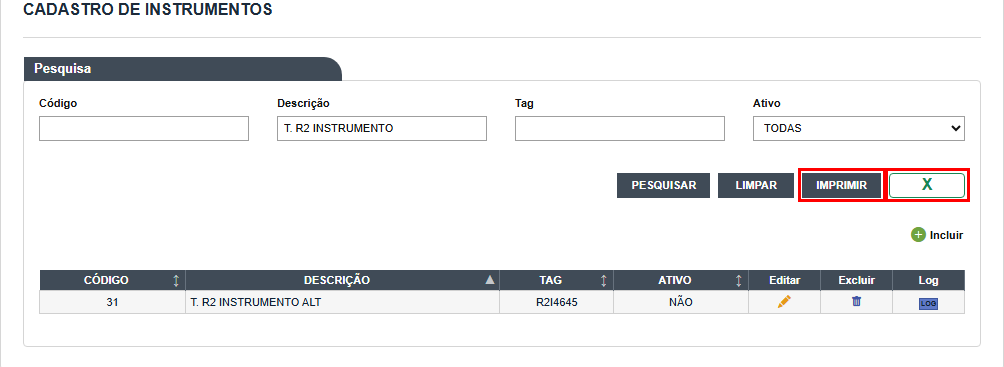 CADASTRO DE INSTRUMENTOS
Pesquisa
Código Descrição Tag Ativo
T. R2 INSTRUMENTO TODAS
PESQUISAR LIMPAR IMPRIMIR X
Incluir
CÓDIGO DESCRIÇÃO TAG ATIVO Editar Excluir Log
31 T. R2 INSTRUMENTO ALT R2I4645 NÃO LOG